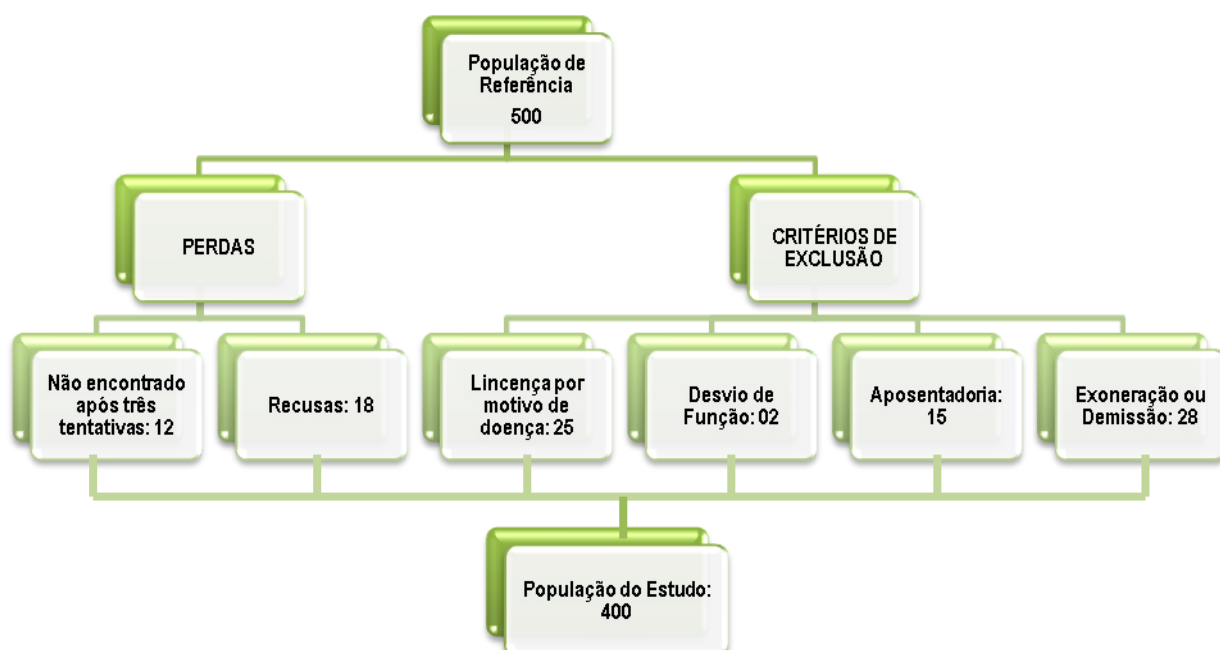 População de
Referência
500
PERDAS
CRITÉRIOS DE
EXCLUSÃO
Não encontrado
após três
tentativas: 12
Recusas: 18
Lincença por
motivo de
doença: 25
Desvio de
Função: 02
Aposentadoria:
15
Exoneração ou
Demissão: 28
População do Estudo:
400